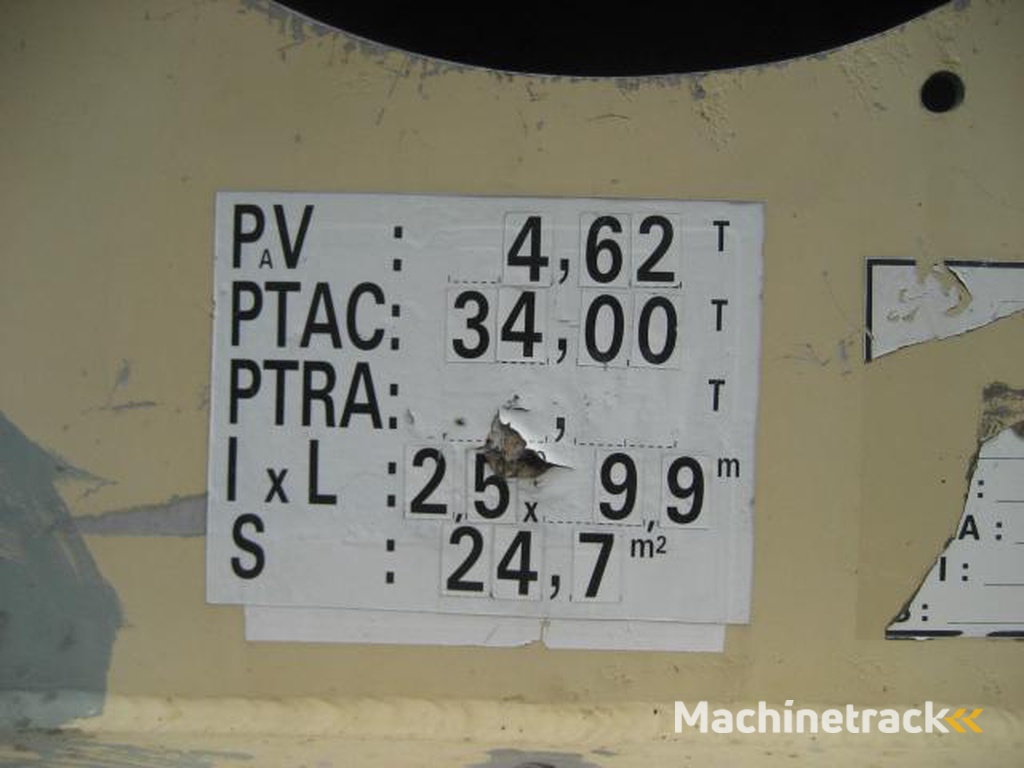 PAV : 4,62 T
PTAC: 34,00 T
PTRA: , T
l x L : 2,5 x 9,9 m
S : 24,7 m²
:
A :
I :
:
Machinetrack